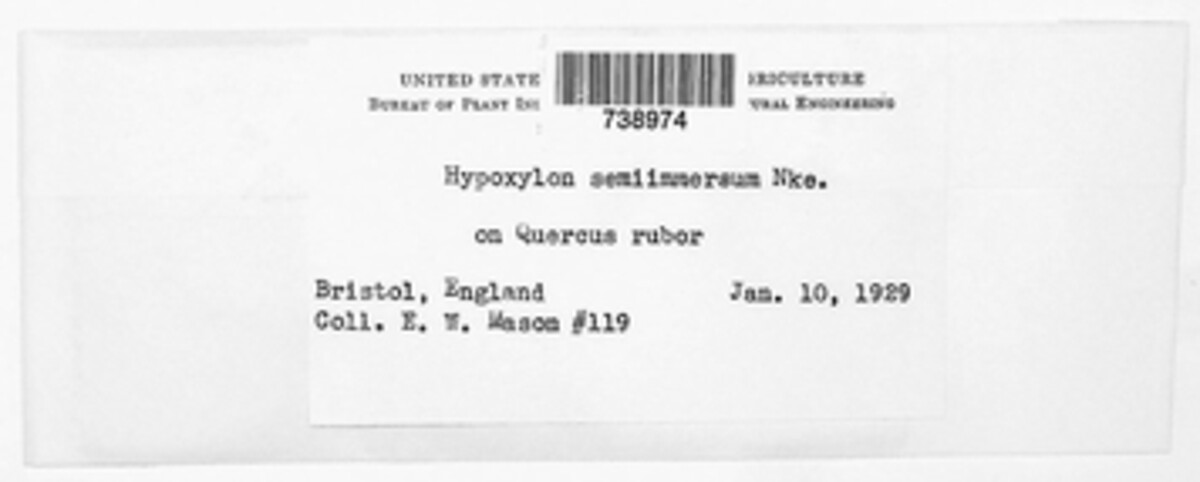 UNITED STATE RICULTURE
BUREAU OF PLANT IN URAL ENGINEERING
738974
Hypoxylon semiimmersum Nke.
on Quercus rubor
Bristol, England Jan. 10, 1929
Coll. E. W. Mason #119